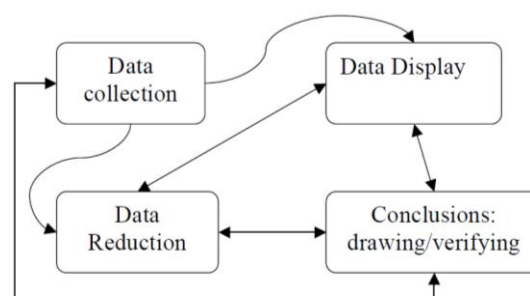 Data
collection
Data Display
Data
Reduction
Conclusions:
drawing/verifying